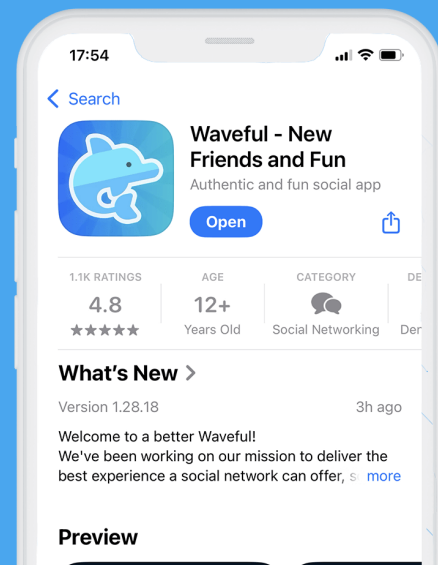 17:54
Search
Waveful - New
Friends and Fun
Authentic and fun social app
Open
1.1K RATINGS
4.8
AGE
12+
Years Old
CATEGORY
Social Networking
What's New
Version 1.28.18
3h ago
Welcome to a better Waveful!
We've been working on our mission to deliver the
best experience a social network can offer,
more
Preview